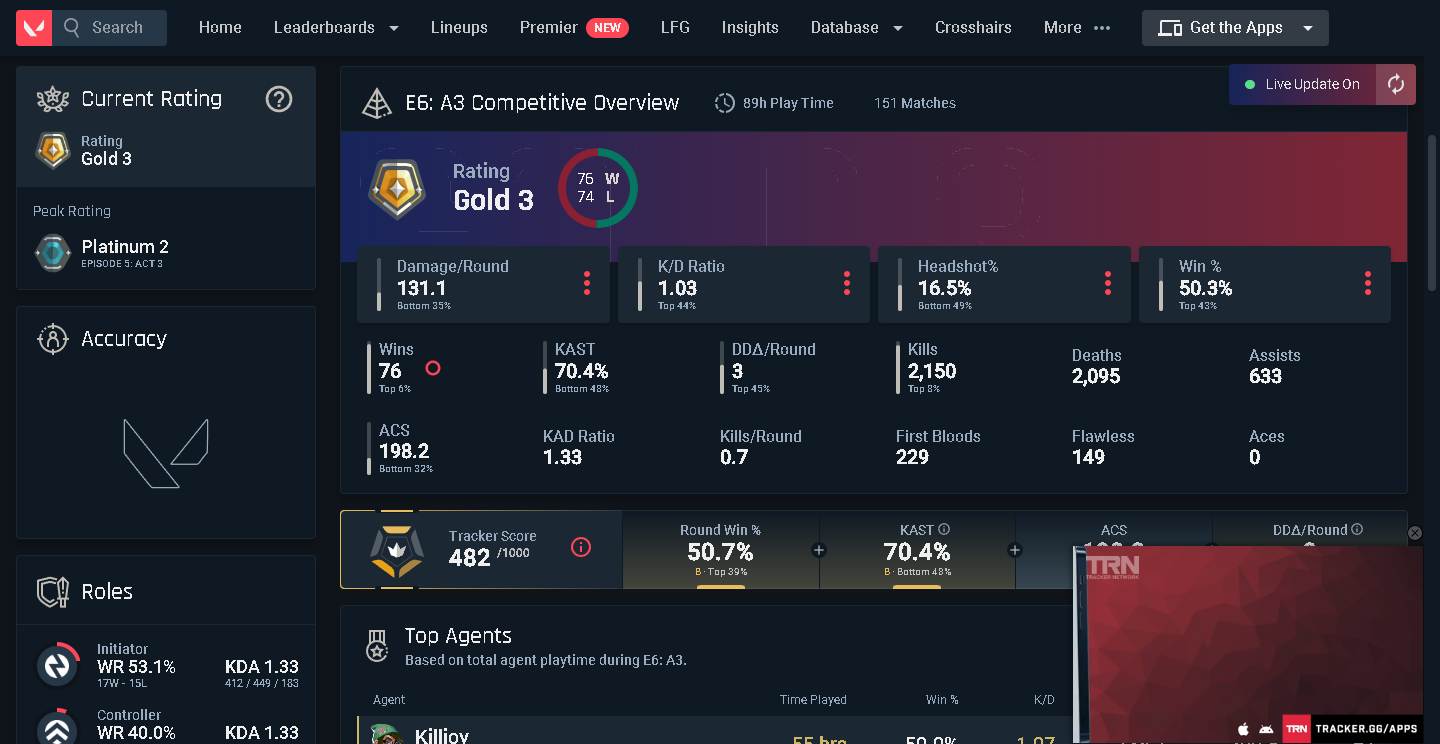 Search
Home
Leaderboards
Lineups
Premier NEW
LFG
Insights
Database
Crosshairs
More
Get the Apps
Live Update On
Current Rating
Rating
Gold 3
Peak Rating
Platinum 2
EPISODE 5: ACT 3
Accuracy
Roles
Initiator
WR 53.1% KDA 1.33
17W - 15L 412 / 449 / 183
Controller
WR 40.0% KDA 1.33
E6: A3 Competitive Overview
89h Play Time
151 Matches
Rating
Gold 3
76 W
74 L
Damage/Round
131.1
Bottom 35%
K/D Ratio
1.03
Top 44%
Headshot%
16.5%
Bottom 49%
Win %
50.3%
Top 43%
Wins
76
Top 6%
KAST
70.4%
Bottom 48%
DDΔ/Round
3
Top 45%
Kills
2,150
Top 8%
Deaths
2,095
Assists
633
ACS
198.2
Bottom 32%
KAD Ratio
1.33
Kills/Round
0.7
First Bloods
229
Flawless
149
Aces
0
Tracker Score
482 /1000
Round Win %
50.7%
B · Top 39%
KAST
70.4%
B · Bottom 48%
ACS
DDΔ/Round
Top Agents
Based on total agent playtime during E6: A3.
Agent Time Played Win % K/D
Killjoy 55 hrs 50.0% 1.07
TRN
TRACKER NETWORK
TRN TRACKER.GG/APPS